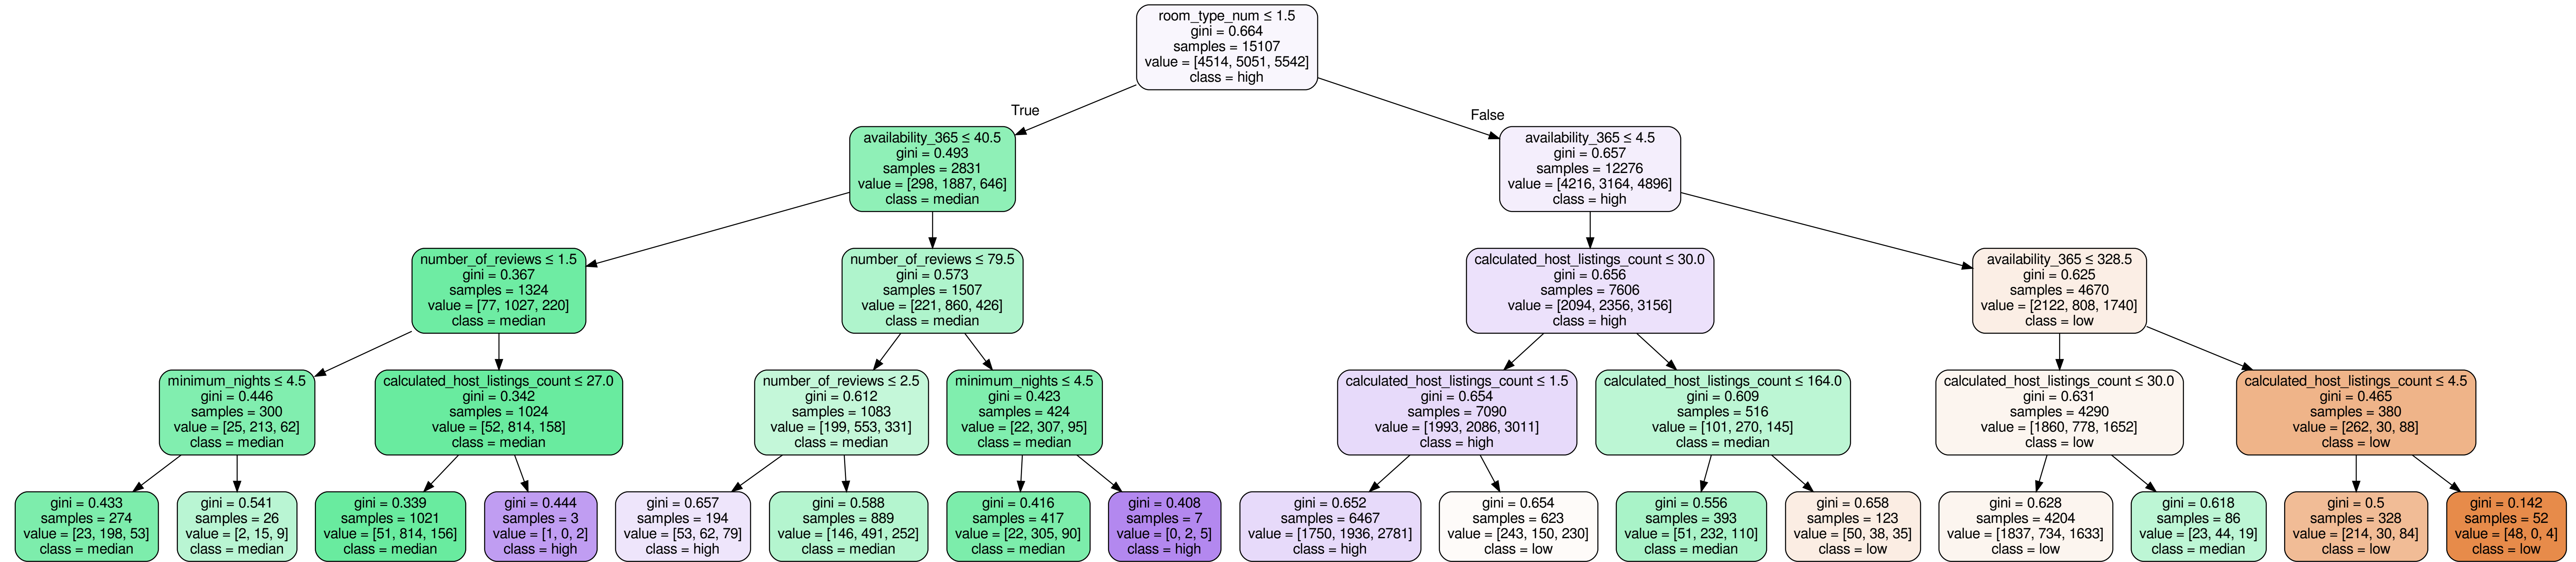 room_type_num ≤ 1.5
gini = 0.664
samples = 15107
value = [4514, 5051, 5542]
class = high
True
False
availability_365 ≤ 40.5
gini = 0.493
samples = 2831
value = [298, 1887, 646]
class = median
availability_365 ≤ 4.5
gini = 0.657
samples = 12276
value = [4216, 3164, 4896]
class = high
number_of_reviews ≤ 1.5
gini = 0.367
samples = 1324
value = [77, 1027, 220]
class = median
number_of_reviews ≤ 79.5
gini = 0.573
samples = 1507
value = [221, 860, 426]
class = median
calculated_host_listings_count ≤ 30.0
gini = 0.656
samples = 7606
value = [2094, 2356, 3156]
class = high
availability_365 ≤ 328.5
gini = 0.625
samples = 4670
value = [2122, 808, 1740]
class = low
minimum_nights ≤ 4.5
gini = 0.446
samples = 300
value = [25, 213, 62]
class = median
calculated_host_listings_count ≤ 27.0
gini = 0.342
samples = 1024
value = [52, 814, 158]
class = median
number_of_reviews ≤ 2.5
gini = 0.612
samples = 1083
value = [199, 553, 331]
class = median
minimum_nights ≤ 4.5
gini = 0.423
samples = 424
value = [22, 307, 95]
class = median
calculated_host_listings_count ≤ 1.5
gini = 0.654
samples = 7090
value = [1993, 2086, 3011]
class = high
calculated_host_listings_count ≤ 164.0
gini = 0.609
samples = 516
value = [101, 270, 145]
class = median
calculated_host_listings_count ≤ 30.0
gini = 0.631
samples = 4290
value = [1860, 778, 1652]
class = low
calculated_host_listings_count ≤ 4.5
gini = 0.465
samples = 380
value = [262, 30, 88]
class = low
gini = 0.433
samples = 274
value = [23, 198, 53]
class = median
gini = 0.541
samples = 26
value = [2, 15, 9]
class = median
gini = 0.339
samples = 1021
value = [51, 814, 156]
class = median
gini = 0.444
samples = 3
value = [1, 0, 2]
class = high
gini = 0.657
samples = 194
value = [53, 62, 79]
class = high
gini = 0.588
samples = 889
value = [146, 491, 252]
class = median
gini = 0.416
samples = 417
value = [22, 305, 90]
class = median
gini = 0.408
samples = 7
value = [0, 2, 5]
class = high
gini = 0.652
samples = 6467
value = [1750, 1936, 2781]
class = high
gini = 0.654
samples = 623
value = [243, 150, 230]
class = low
gini = 0.556
samples = 393
value = [51, 232, 110]
class = median
gini = 0.658
samples = 123
value = [50, 38, 35]
class = low
gini = 0.628
samples = 4204
value = [1837, 734, 1633]
class = low
gini = 0.618
samples = 86
value = [23, 44, 19]
class = median
gini = 0.5
samples = 328
value = [214, 30, 84]
class = low
gini = 0.142
samples = 52
value = [48, 0, 4]
class = low